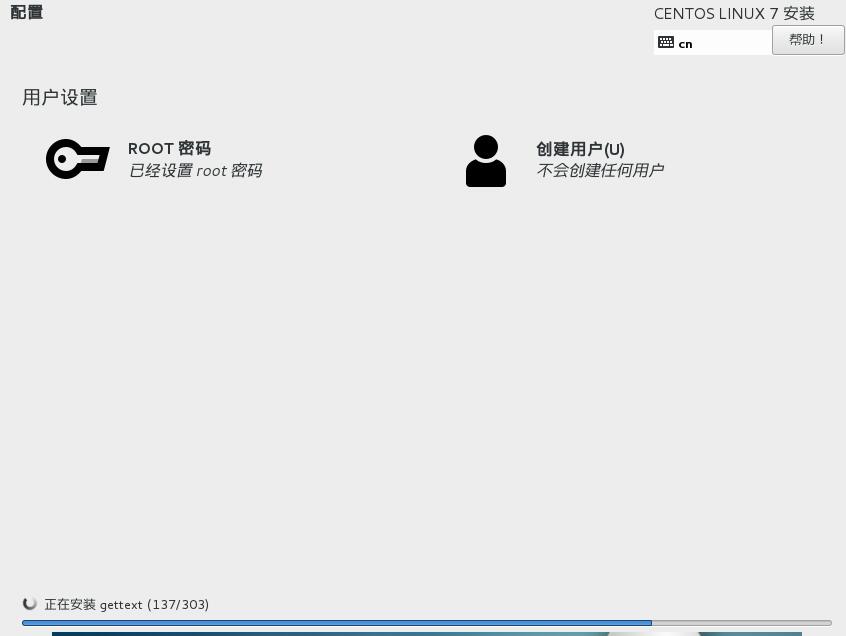 配置
CENTOS LINUX 7 安装
cn
帮助！
用户设置
ROOT 密码
已经设置 root 密码
创建用户(U)
不会创建任何用户
正在安装 gettext (137/303)